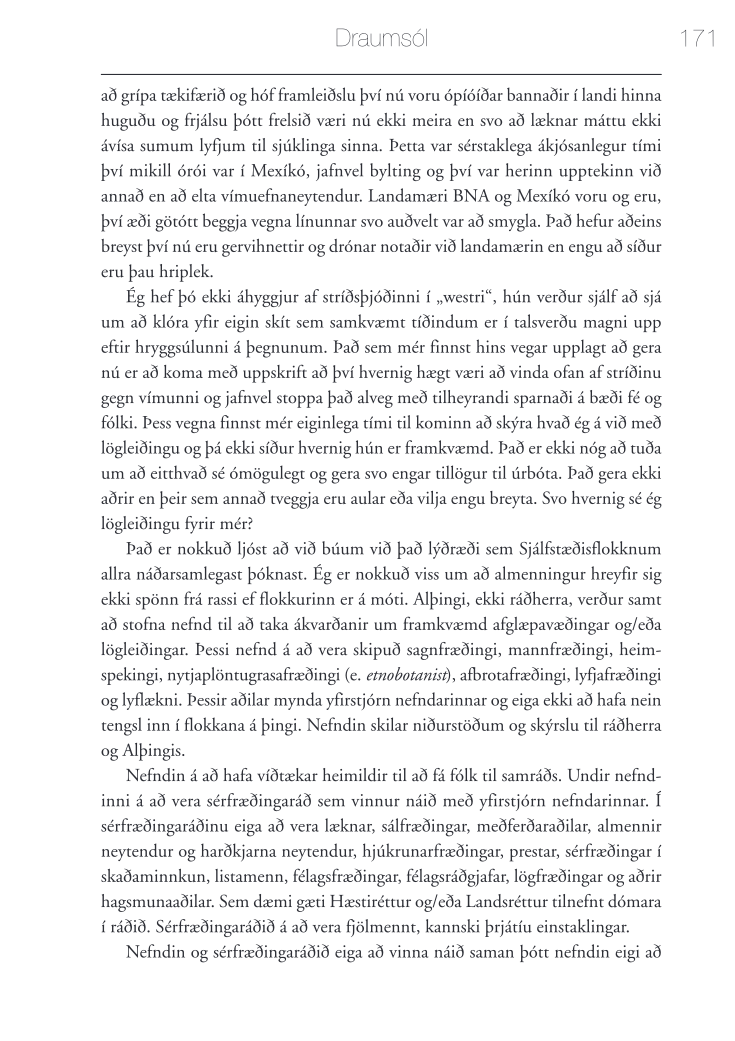 Draumsól
171
að grípa tækifærið og hóf framleiðslu því nú voru ópíóíðar bannaðir í landi hinna
huguðu og frjálsu þótt frelsið væri nú ekki meira en svo að læknar máttu ekki
ávísa sumum lyfjum til sjúklinga sinna. Þetta var sérstaklega ákjósanlegur tími
því mikill órói var í Mexíkó, jafnvel bylting og því var herinn upptekinn við
annað en að elta vímuefnaneytendur. Landamæri BNA og Mexíkó voru og eru,
því æði götótt beggja vegna línunnar svo auðvelt var að smygla. Það hefur aðeins
breyst því nú eru gervihnettir og drónar notaðir við landamærin en engu að síður
eru þau hriplek.
Ég hef þó ekki áhyggjur af stríðsþjóðinni í „westri“, hún verður sjálf að sjá
um að klóra yfir eigin skít sem samkvæmt tíðindum er í talsverðu magni upp
eftir hryggsúlunni á þegnunum. Það sem mér finnst hins vegar upplagt að gera
nú er að koma með uppskrift að því hvernig hægt væri að vinda ofan af stríðinu
gegn vímunni og jafnvel stoppa það alveg með tilheyrandi sparnaði á bæði fé og
fólki. Þess vegna finnst mér eiginlega tími til kominn að skýra hvað ég á við með
lögleiðingu og þá ekki síður hvernig hún er framkvæmd. Það er ekki nóg að tuða
um að eitthvað sé ómögulegt og gera svo engar tillögur til úrbóta. Það gera ekki
aðrir en þeir sem annað tveggja eru aular eða vilja engu breyta. Svo hvernig sé ég
lögleiðingu fyrir mér?
Það er nokkuð ljóst að við búum við það lýðræði sem Sjálfstæðisflokknum
allra náðarsamlegast þóknast. Ég er nokkuð viss um að almenningur hreyfir sig
ekki spönn frá rassi ef flokkurinn er á móti. Alþingi, ekki ráðherra, verður samt
að stofna nefnd til að taka ákvarðanir um framkvæmd afglæpavæðingar og/eða
lögleiðingar. Þessi nefnd á að vera skipuð sagnfræðingi, mannfræðingi, heim-
spekingi, nytjaplöntugrasafræðingi (e. etnobotanist), afbrotafræðingi, lyfjafræðingi
og lyflækni. Þessir aðilar mynda yfirstjórn nefndarinnar og eiga ekki að hafa nein
tengsl inn í flokkana á þingi. Nefndin skilar niðurstöðum og skýrslu til ráðherra
og Alþingis.
Nefndin á að hafa víðtækar heimildir til að fá fólk til samráðs. Undir nefnd-
inni á að vera sérfræðingaráð sem vinnur náið með yfirstjórn nefndarinnar. Í
sérfræðingaráðinu eiga að vera læknar, sálfræðingar, meðferðaraðilar, almennir
neytendur og harðkjarna neytendur, hjúkrunarfræðingar, prestar, sérfræðingar í
skaðaminnkun, listamenn, félagsfræðingar, félagsráðgjafar, lögfræðingar og aðrir
hagsmunaaðilar. Sem dæmi gæti Hæstiréttur og/eða Landsréttur tilnefnt dómara
í ráðið. Sérfræðingaráðið á að vera fjölmennt, kannski þrjátíu einstaklingar.
Nefndin og sérfræðingaráðið eiga að vinna náið saman þótt nefndin eigi að